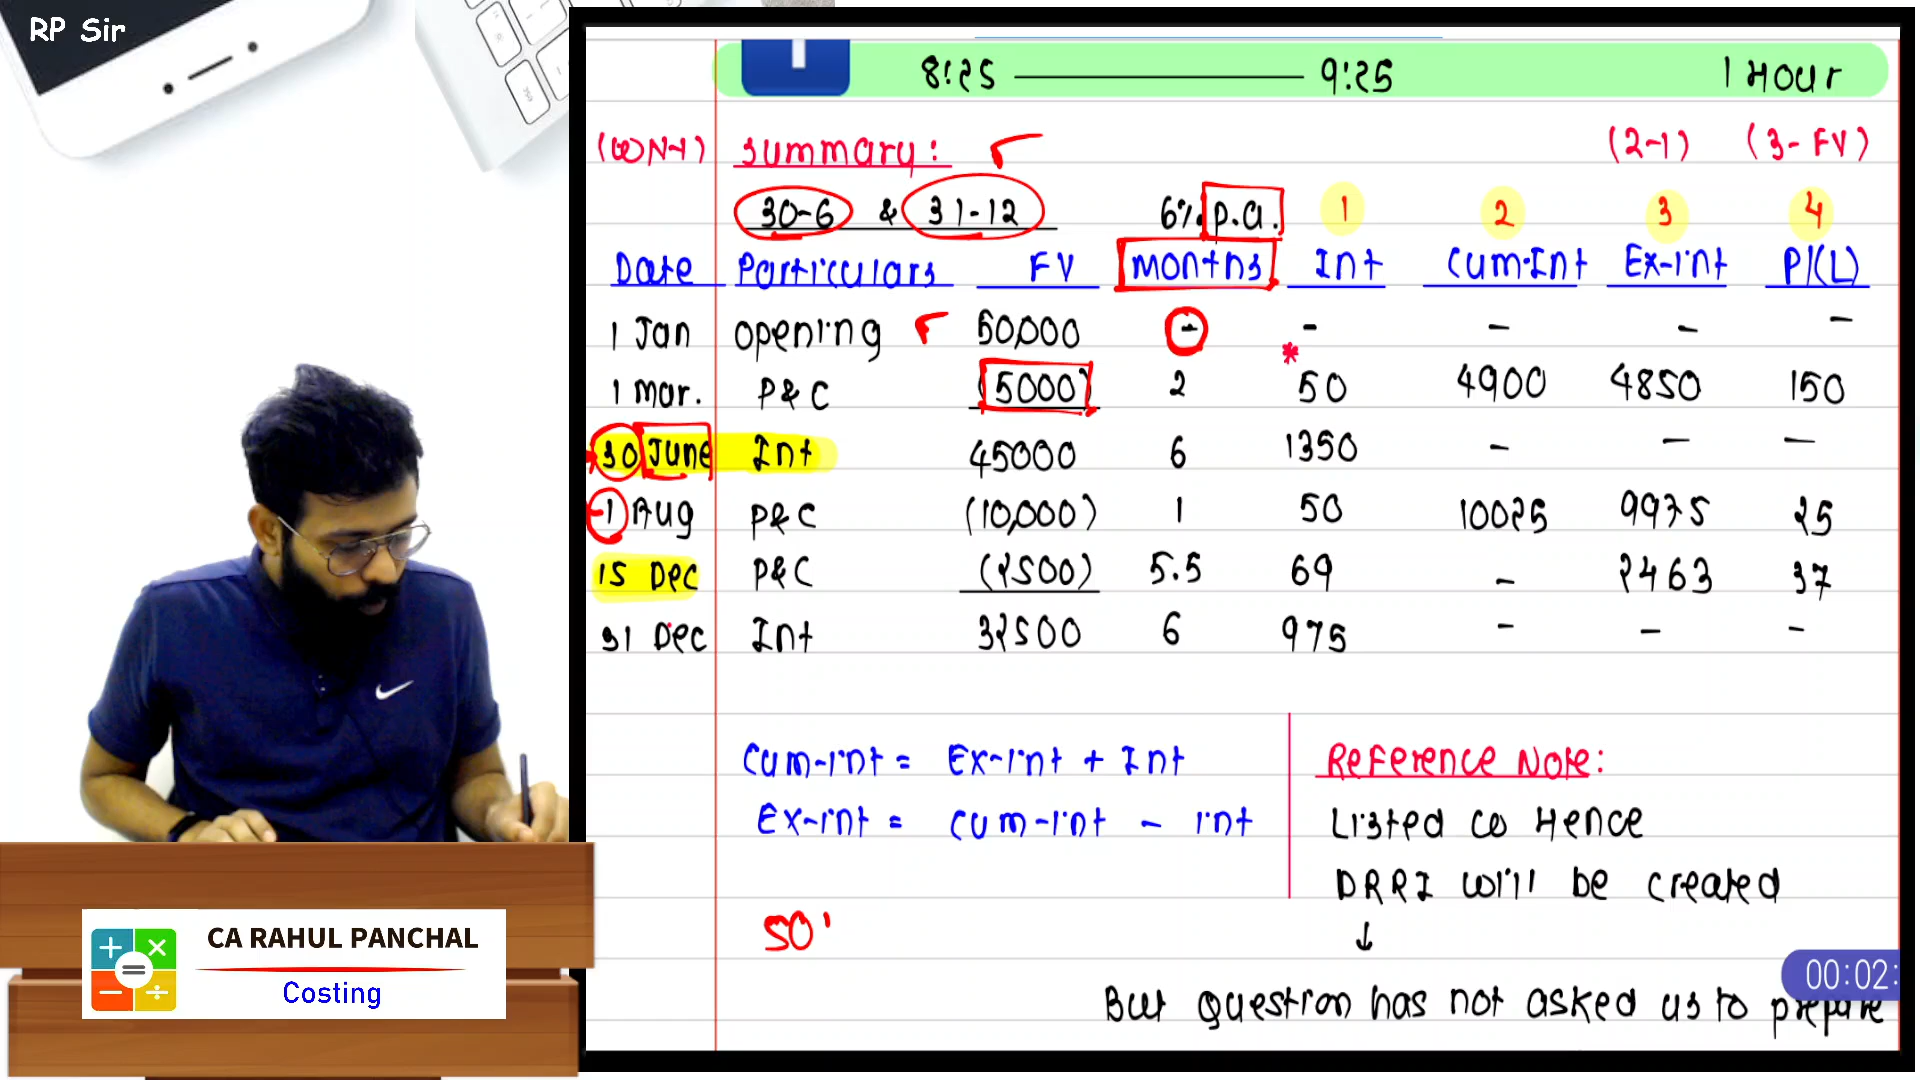 RP Sir
8:25 — 9:25 1 Hour
(WN-1) Summary: (2-1) (3-FV)
30-6 & 31-12 6% p.a. 1 2 3 4
Date Particulars FV Months Int Cum-Int Ex-int P/(L)
1 Jan opening 50,000 - - - - -
1 Mar. P&C (5000) 2 * 50 4900 4850 150
30 June Int 45000 6 1350 - - -
1 Aug P&C (10,000) 1 50 10025 9975 25
15 Dec P&C (2500) 5.5 69 - 2463 37
31 Dec Int 32500 6 975 - - -
Cum-int = Ex-int + Int
Ex-int = cum-int - int
Reference Note:
Listed co Hence
DRRI will be created
↓
But question has not asked us to prepare
50
CA RAHUL PANCHAL
Costing
00:02: